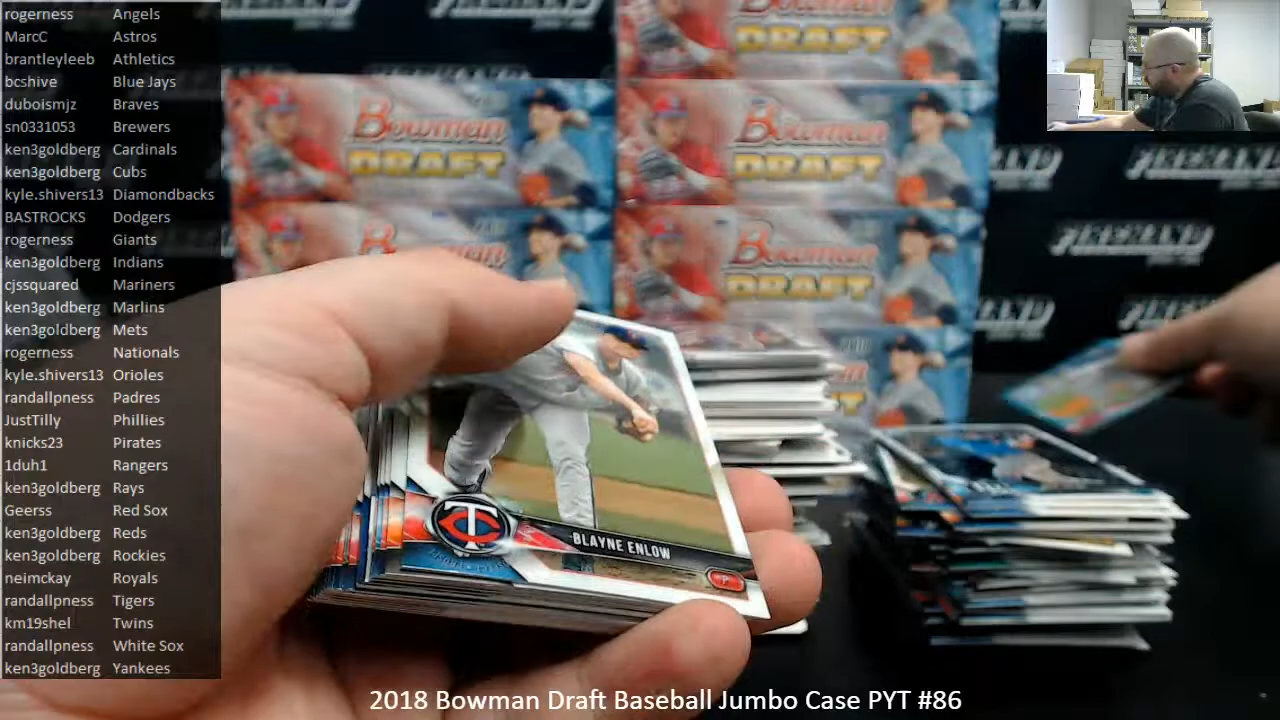 rogerness Angels
MarcC Astros
brantleyleeb Athletics
bcshive Blue Jays
duboismjz Braves
sn0331053 Brewers
ken3goldberg Cardinals
ken3goldberg Cubs
kyle.shivers13 Diamondbacks
BASTROCKS Dodgers
rogerness Giants
ken3goldberg Indians
cjssquared Mariners
ken3goldberg Marlins
ken3goldberg Mets
rogerness Nationals
kyle.shivers13 Orioles
randallpness Padres
JustTilly Phillies
knicks23 Pirates
1duh1 Rangers
ken3goldberg Rays
Geerss Red Sox
ken3goldberg Reds
ken3goldberg Rockies
neimckay Royals
randallpness Tigers
km19shel Twins
randallpness White Sox
ken3goldberg Yankees
Bowman
DRAFT
DRAFT
Bowman
DRAFT
Bowman
DRAFT
BLAYNE ENLOW
P
2018 Bowman Draft Baseball Jumbo Case PYT #86